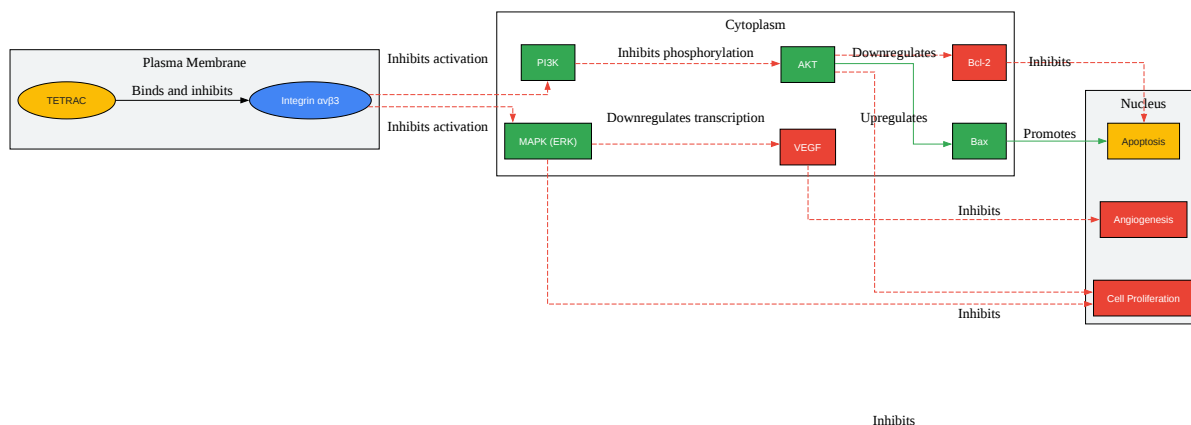 Cytoplasm
Plasma Membrane
TETRAC
Binds and inhibits
Integrin αvβ3
Inhibits activation
Inhibits activation
PI3K
Inhibits phosphorylation
AKT
Downregulates
Bcl-2
Inhibits
MAPK (ERK)
Downregulates transcription
VEGF
Upregulates
Bax
Promotes
Nucleus
Apoptosis
Inhibits
Angiogenesis
Cell Proliferation
Inhibits
Inhibits